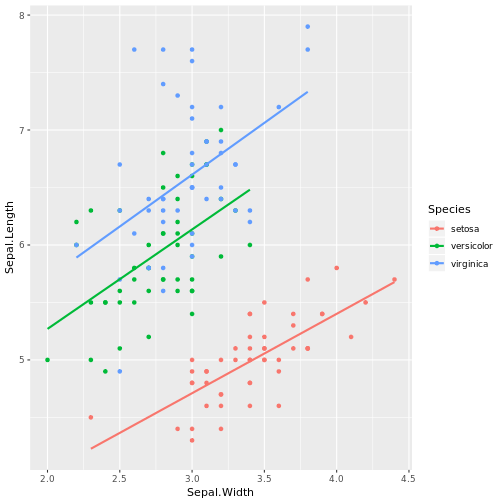 8
7
6
5
Sepal.Length
2.0 2.5 3.0 3.5 4.0 4.5
Sepal.Width
Species
setosa
versicolor
virginica